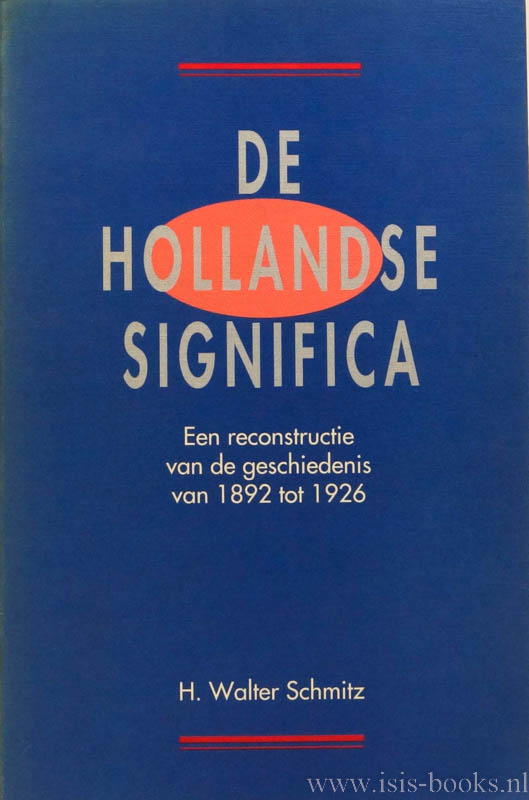 DE
HOLLANDSE
SIGNIFICA
Een reconstructie
van de geschiedenis
van 1892 tot 1926
H. Walter Schmitz
www.isis-books.nl